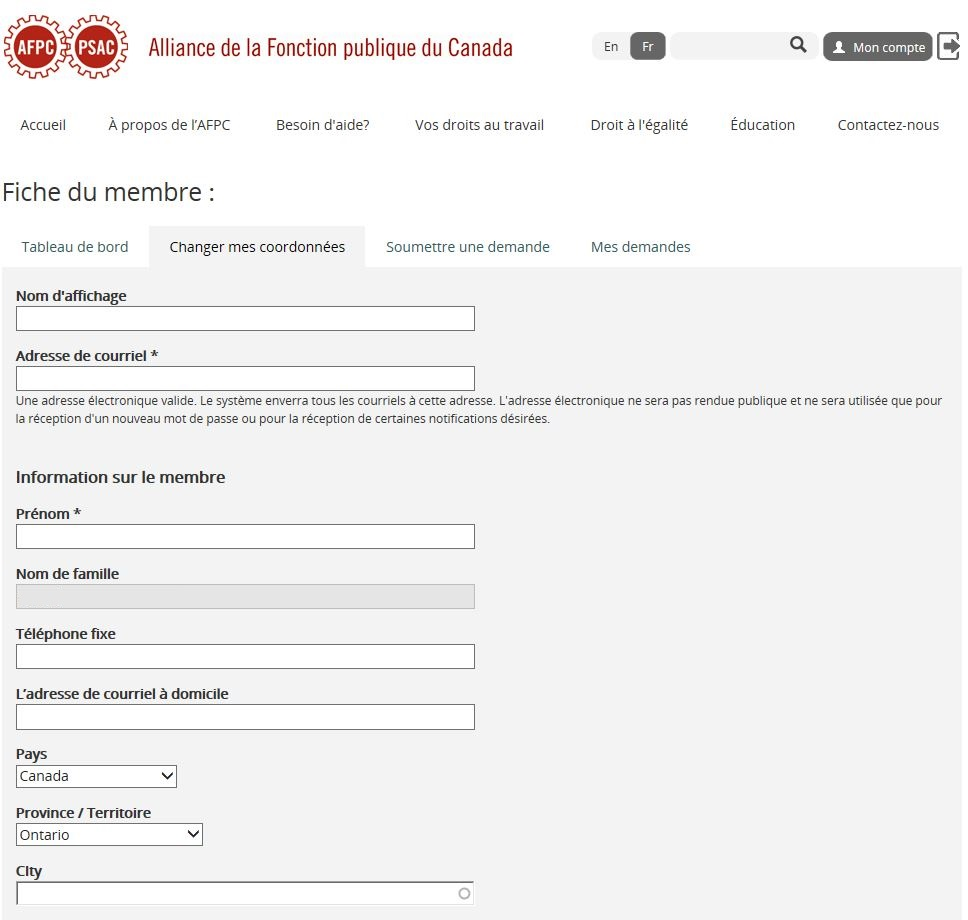 AFPC PSAC Alliance de la Fonction publique du Canada En Fr Mon compte
Accueil À propos de l’AFPC Besoin d'aide? Vos droits au travail Droit à l'égalité Éducation Contactez-nous
Fiche du membre :
Tableau de bord Changer mes coordonnées Soumettre une demande Mes demandes
Nom d'affichage
Adresse de courriel *
Une adresse électronique valide. Le système enverra tous les courriels à cette adresse. L'adresse électronique ne sera pas rendue publique et ne sera utilisée que pour
la réception d'un nouveau mot de passe ou pour la réception de certaines notifications désirées.
Information sur le membre
Prénom *
Nom de famille
Téléphone fixe
L’adresse de courriel à domicile
Pays
Canada
Province / Territoire
Ontario
City